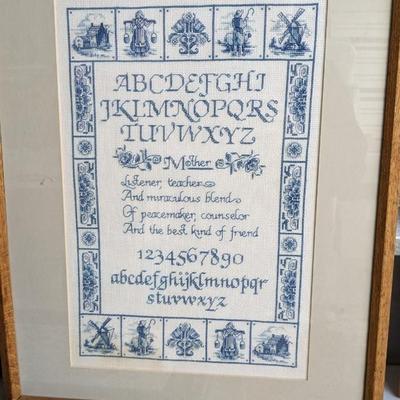 ABCDEFGHI
JKLMNOPQRS
TUVWXYZ
Mother
Listener, teacher
And miraculous blend
Of peacemaker, counselor
And the best kind of friend
1234567890
abcdefghijklmnopqr
stuvwxyz